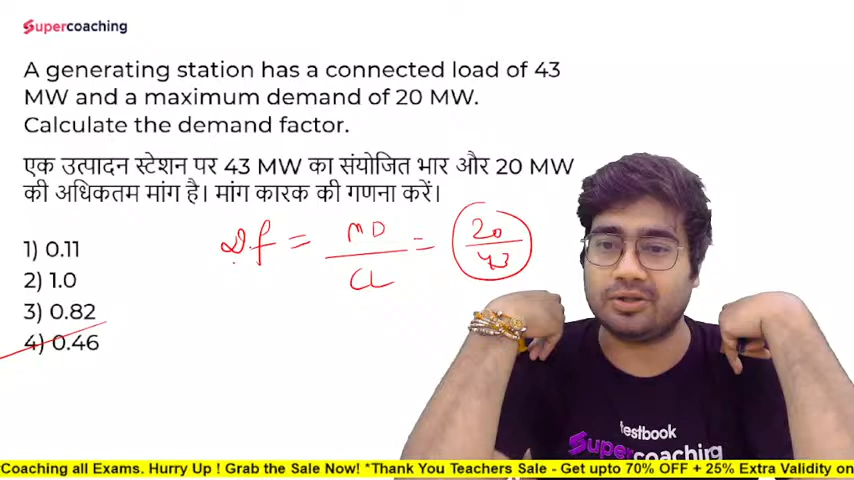 Supercoaching
A generating station has a connected load of 43
MW and a maximum demand of 20 MW.
Calculate the demand factor.
एक उत्पादन स्टेशन पर 43 MW का संयोजित भार और 20 MW
की अधिकतम मांग है। मांग कारक की गणना करें।
D.f = MD / CL = 20 / 43
1) 0.11
2) 1.0
3) 0.82
4) 0.46
testbook
Supercoaching
Coaching all Exams. Hurry Up ! Grab the Sale Now! *Thank You Teachers Sale - Get upto 70% OFF + 25% Extra Validity on